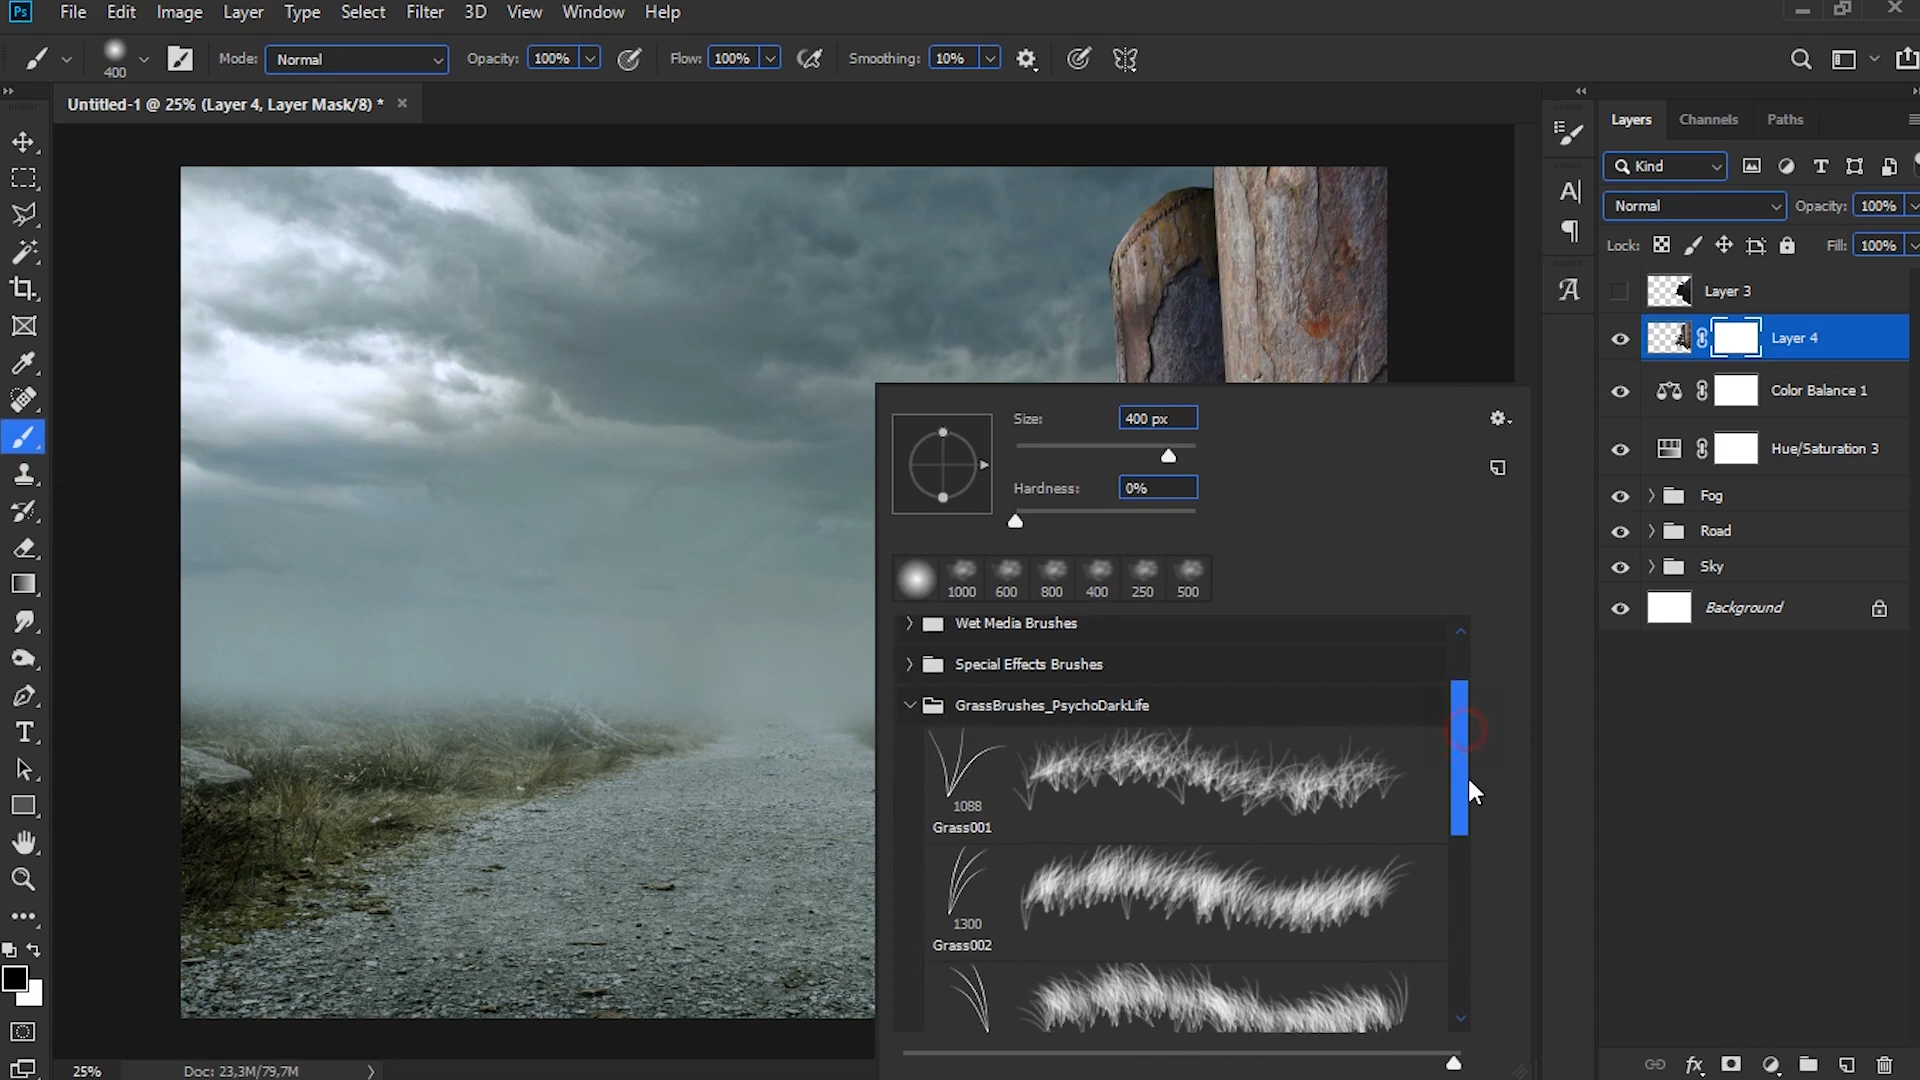 Ps File Edit Image Layer Type Select Filter 3D View Window Help
400 Mode: Normal Opacity: 100% Flow: 100% Smoothing: 10%
Untitled-1 @ 25% (Layer 4, Layer Mask/8) *
Layers Channels Paths
Kind
Normal Opacity: 100%
Lock: Fill: 100%
Layer 3
Layer 4
Color Balance 1
Hue/Saturation 3
Fog
Road
Sky
Background
Size: 400 px
Hardness: 0%
1000 600 800 400 250 500
Wet Media Brushes
Special Effects Brushes
GrassBrushes_PsychoDarkLife
1088
Grass001
1300
Grass002
25% Doc: 23,3M/79,7M